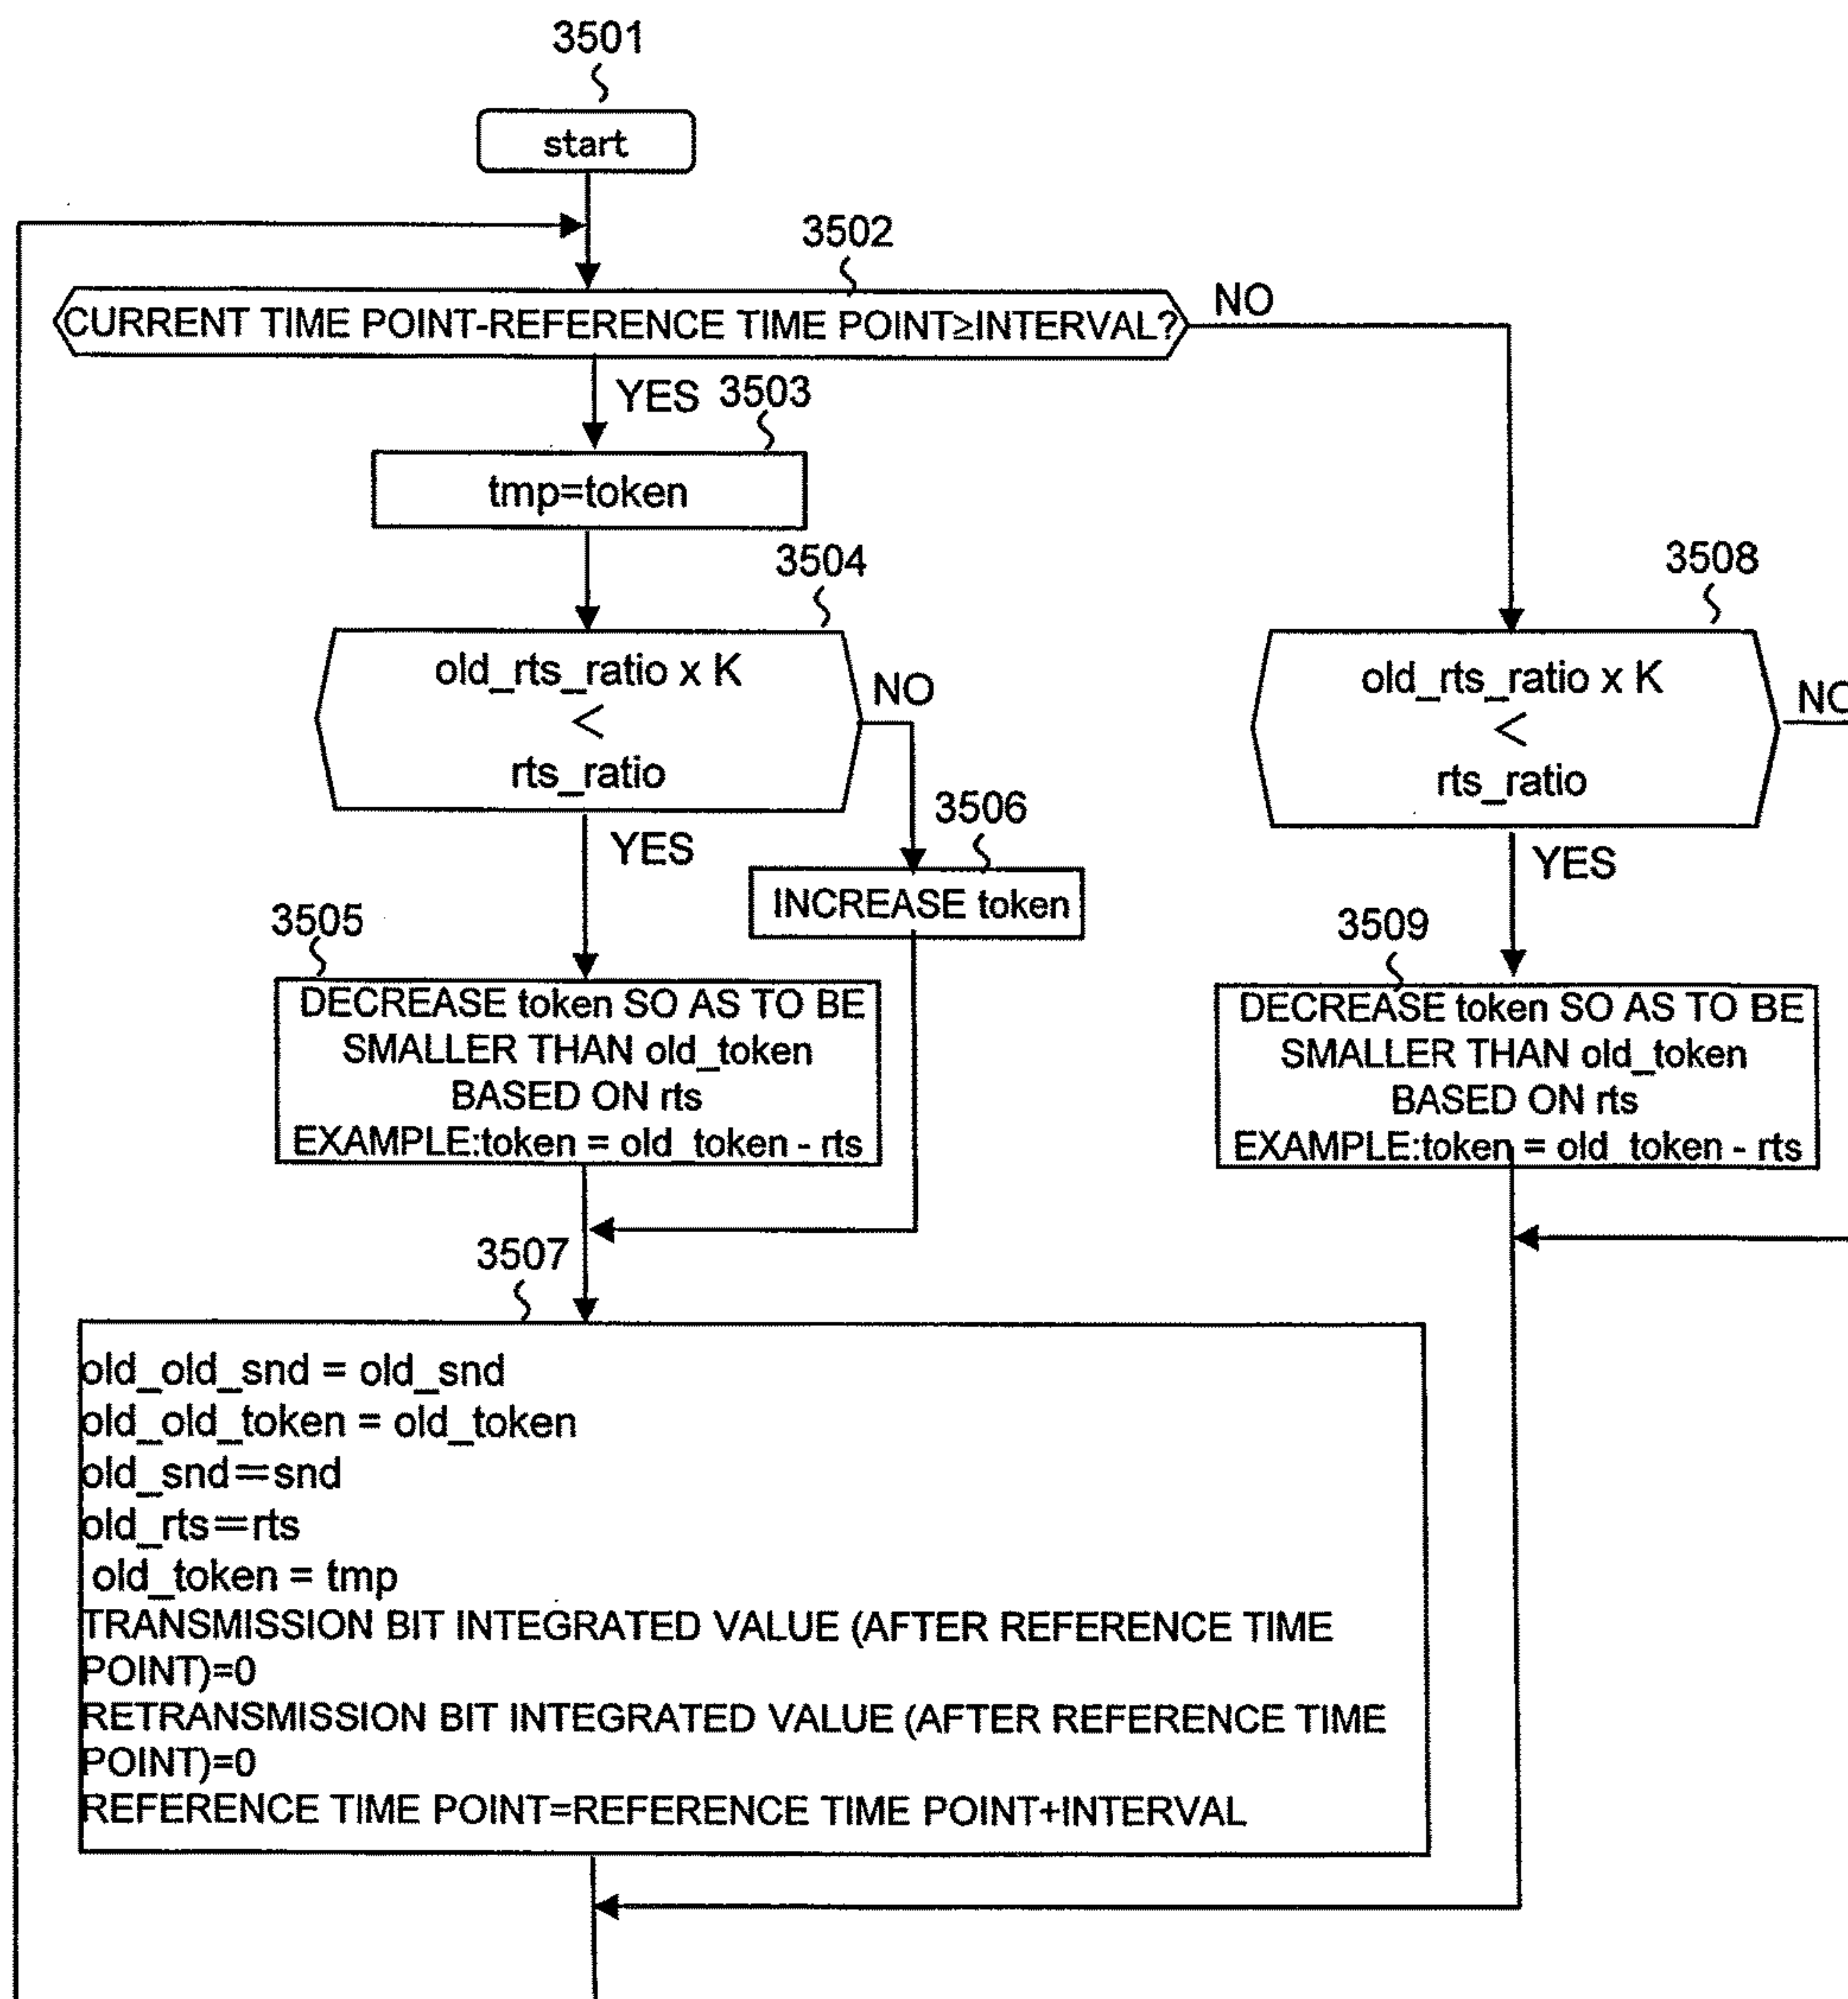 3501
start
3502
CURRENT TIME POINT-REFERENCE TIME POINT≥INTERVAL?
NO
YES
3503
tmp=token
3504
old_rts_ratio x K
<
rts_ratio
NO
3508
old_rts_ratio x K
<
rts_ratio
NO
YES
3506
INCREASE token
YES
3505
DECREASE token SO AS TO BE
SMALLER THAN old_token
BASED ON rts
EXAMPLE:token = old_token - rts
3509
DECREASE token SO AS TO BE
SMALLER THAN old_token
BASED ON rts
EXAMPLE:token = old_token - rts
3507
old_old_snd = old_snd
old_old_token = old_token
old_snd=snd
old_rts=rts
old_token = tmp
TRANSMISSION BIT INTEGRATED VALUE (AFTER REFERENCE TIME
POINT)=0
RETRANSMISSION BIT INTEGRATED VALUE (AFTER REFERENCE TIME
POINT)=0
REFERENCE TIME POINT=REFERENCE TIME POINT+INTERVAL